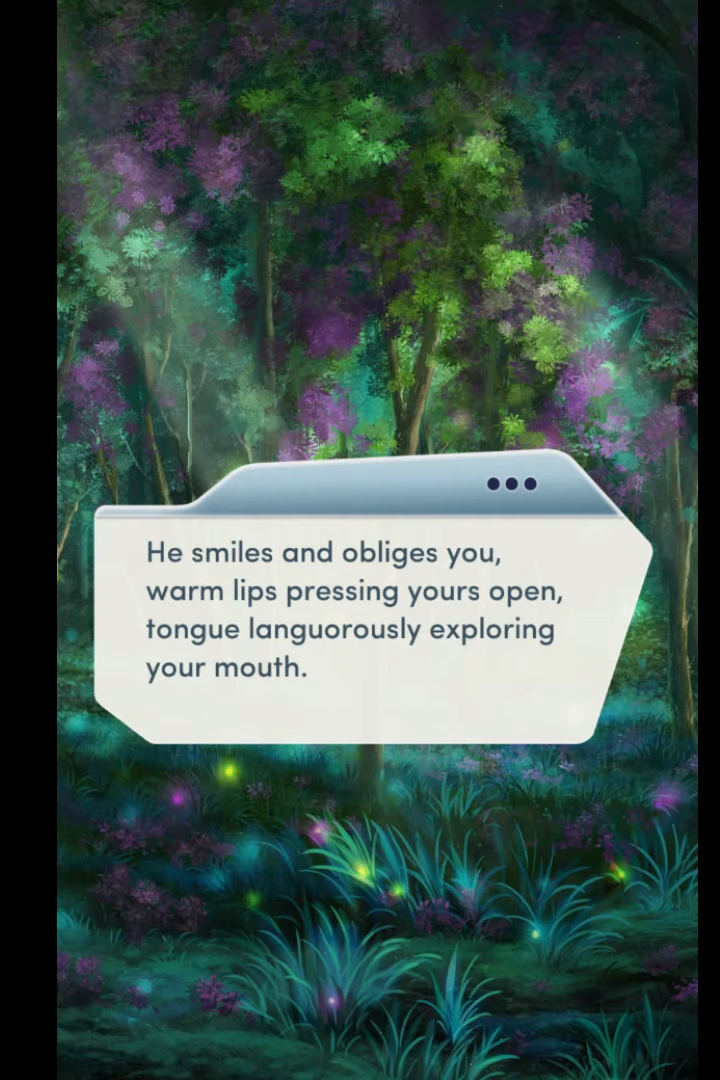 He smiles and obliges you,
warm lips pressing yours open,
tongue languorously exploring
your mouth.